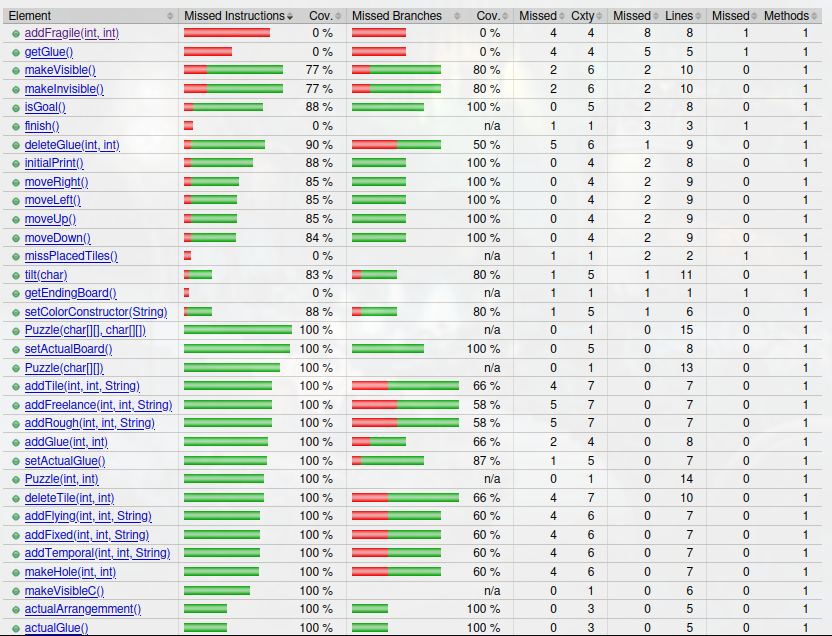 Element Missed Instructions Cov. Missed Branches Cov. Missed Cxty Missed Lines Missed Methods
addFragile(int, int) 0 % 0 % 4 4 8 8 1 1
getGlue() 0 % 0 % 4 4 5 5 1 1
makeVisible() 77 % 80 % 2 6 2 10 0 1
makeInvisible() 77 % 80 % 2 6 2 10 0 1
isGoal() 88 % 100 % 0 5 2 8 0 1
finish() 0 % n/a 1 1 3 3 1 1
deleteGlue(int, int) 90 % 50 % 5 6 1 9 0 1
initialPrint() 88 % 100 % 0 4 2 8 0 1
moveRight() 85 % 100 % 0 4 2 9 0 1
moveLeft() 85 % 100 % 0 4 2 9 0 1
moveUp() 85 % 100 % 0 4 2 9 0 1
moveDown() 84 % 100 % 0 4 2 9 0 1
missPlacedTiles() 0 % n/a 1 1 2 2 1 1
tilt(char) 83 % 80 % 1 5 1 11 0 1
getEndingBoard() 0 % n/a 1 1 1 1 1 1
setColorConstructor(String) 88 % 80 % 1 5 1 6 0 1
Puzzle(char[][], char[][]) 100 % n/a 0 1 0 15 0 1
setActualBoard() 100 % 100 % 0 5 0 8 0 1
Puzzle(char[][]) 100 % n/a 0 1 0 13 0 1
addTile(int, int, String) 100 % 66 % 4 7 0 7 0 1
addFreelance(int, int, String) 100 % 58 % 5 7 0 7 0 1
addRough(int, int, String) 100 % 58 % 5 7 0 7 0 1
addGlue(int, int) 100 % 66 % 2 4 0 8 0 1
setActualGlue() 100 % 87 % 1 5 0 7 0 1
Puzzle(int, int) 100 % n/a 0 1 0 14 0 1
deleteTile(int, int) 100 % 66 % 4 7 0 10 0 1
addFlying(int, int, String) 100 % 60 % 4 6 0 7 0 1
addFixed(int, int, String) 100 % 60 % 4 6 0 7 0 1
addTemporal(int, int, String) 100 % 60 % 4 6 0 7 0 1
makeHole(int, int) 100 % 60 % 4 6 0 7 0 1
makeVisibleC() 100 % n/a 0 1 0 6 0 1
actualArrangemment() 100 % 100 % 0 3 0 5 0 1
actualGlue() 100 % 100 % 0 3 0 5 0 1